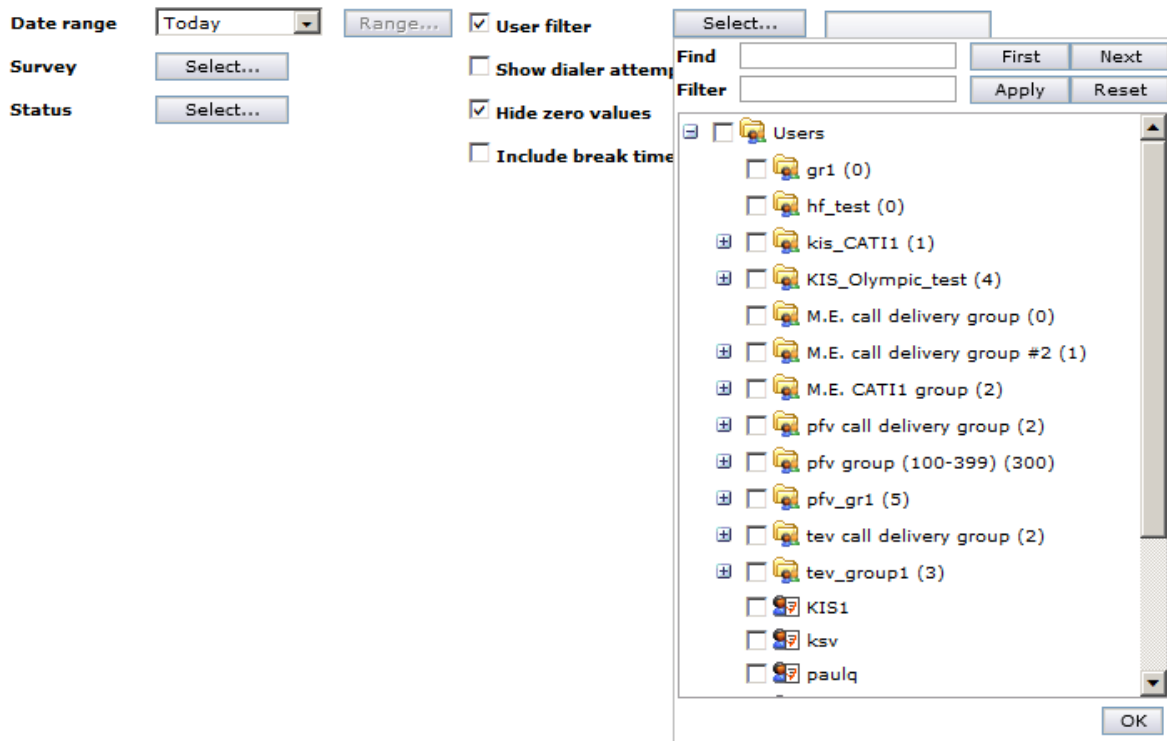 Date range Today Range... User filter Select...
Survey Select... Show dialer attemp Find First Next
Status Select... Hide zero values Filter Apply Reset
Include break time
Users
gr1 (0)
hf_test (0)
kis_CATI1 (1)
KIS_Olympic_test (4)
M.E. call delivery group (0)
M.E. call delivery group #2 (1)
M.E. CATI1 group (2)
pfv call delivery group (2)
pfv group (100-399) (300)
pfv_gr1 (5)
tev call delivery group (2)
tev_group1 (3)
KIS1
ksv
paulq
OK